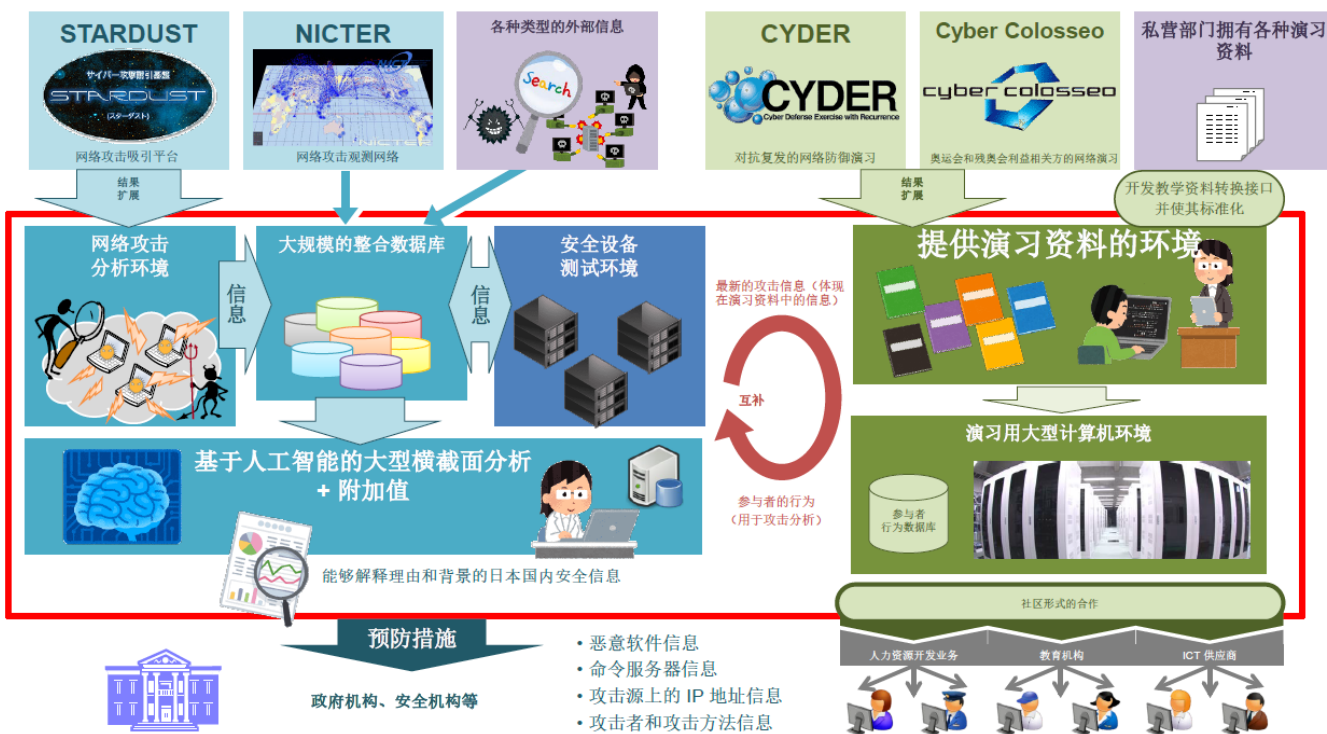 STARDUST
サイバー攻撃誘引基盤
STARDUST
(スターダスト)
网络攻击吸引平台
NICTER
NICT
网络攻击观测网络
各种类型的外部信息
Search
CYDER
CYDER
Cyber Defense Exercise with Recurrence
对抗复发的网络防御演习
Cyber Colosseo
cyber colosseo
奥运会和残奥会利益相关方的网络演习
私营部门拥有各种演习
资料
结果
扩展
结果
扩展
开发教学资料转换接口
并使其标准化
网络攻击
分析环境
信息
大规模的整合数据库
信息
安全设备
测试环境
最新的攻击信息（体现
在演习资料中的信息）
互补
参与者的行为
（用于攻击分析）
提供演习资料的环境
演习用大型计算机环境
参与者
行为数据库
基于人工智能的大型横截面分析
+ 附加值
能够解释理由和背景的日本国内安全信息
社区形式的合作
人力资源开发业务
教育机构
ICT 供应商
预防措施
政府机构、安全机构等
• 恶意软件信息
• 命令服务器信息
• 攻击源上的 IP 地址信息
• 攻击者和攻击方法信息